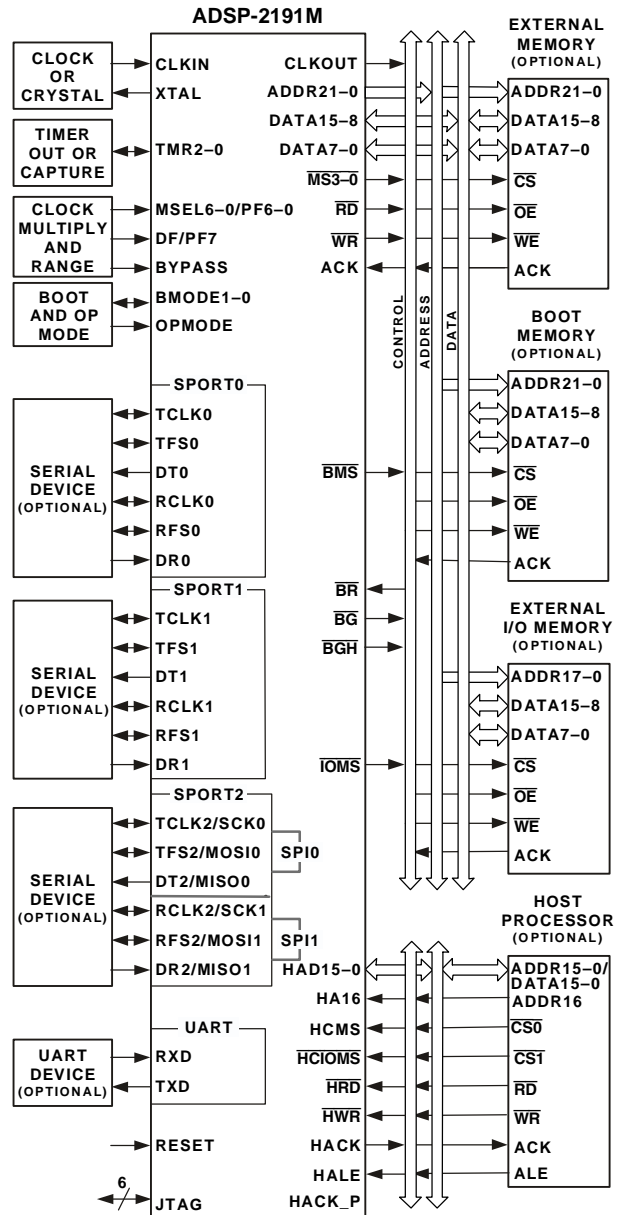 ADSP-2191M
CLOCK
OR
CRYSTAL
CLKIN
XTAL
TIMER
OUT OR
CAPTURE
TMR2–0
CLOCK
MULTIPLY
AND
RANGE
MSEL6–0/PF6–0
DF/PF7
BYPASS
BOOT
AND OP
MODE
BMODE1–0
OPMODE
SERIAL
DEVICE
(OPTIONAL)
SPORT0
TCLK0
TFS0
DT0
RCLK0
RFS0
DR0
SERIAL
DEVICE
(OPTIONAL)
SPORT1
TCLK1
TFS1
DT1
RCLK1
RFS1
DR1
SERIAL
DEVICE
(OPTIONAL)
SPORT2
TCLK2/SCK0
TFS2/MOSI0
DT2/MISO0
SPI0
RCLK2/SCK1
RFS2/MOSI1
DR2/MISO1
SPI1
UART
DEVICE
(OPTIONAL)
UART
RXD
TXD
RESET
6
JTAG
CLKOUT
ADDR21–0
DATA15–8
DATA7–0
MS3–0
RD
WR
ACK
BMS
BR
BG
BGH
IOMS
HAD15–0
HA16
HCMS
HCIOMS
HRD
HWR
HACK
HALE
HACK_P
CONTROL
ADDRESS
DATA
EXTERNAL
MEMORY
(OPTIONAL)
ADDR21–0
DATA15–8
DATA7–0
CS
OE
WE
ACK
BOOT
MEMORY
(OPTIONAL)
ADDR21–0
DATA15–8
DATA7–0
CS
OE
WE
ACK
EXTERNAL
I/O MEMORY
(OPTIONAL)
ADDR17–0
DATA15–8
DATA7–0
CS
OE
WE
ACK
HOST
PROCESSOR
(OPTIONAL)
ADDR15–0/
DATA15–0
ADDR16
CS0
CS1
RD
WR
ACK
ALE